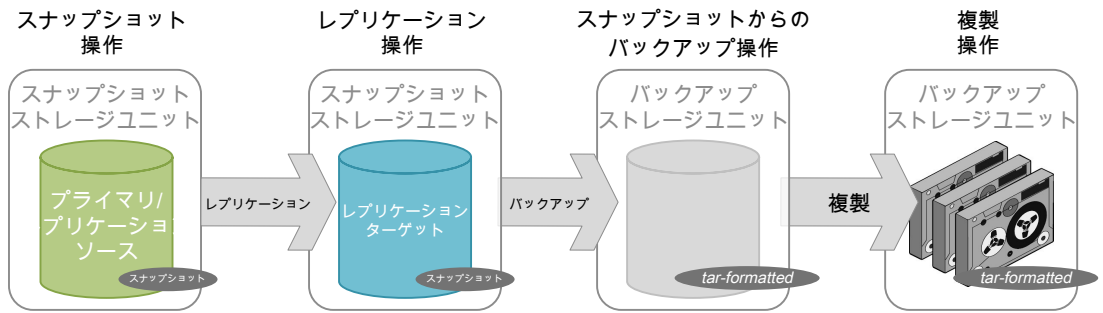 スナップショット
操作
レプリケーション
操作
スナップショットからの
バックアップ操作
複製
操作
スナップショット
ストレージユニット
スナップショット
ストレージユニット
バックアップ
ストレージユニット
バックアップ
ストレージユニット
プライマリ/
プリケーショ
ソース
レプリケーション
レプリケーション
ターゲット
バックアップ
複製
スナップショット
スナップショット
tar-formatted
tar-formatted